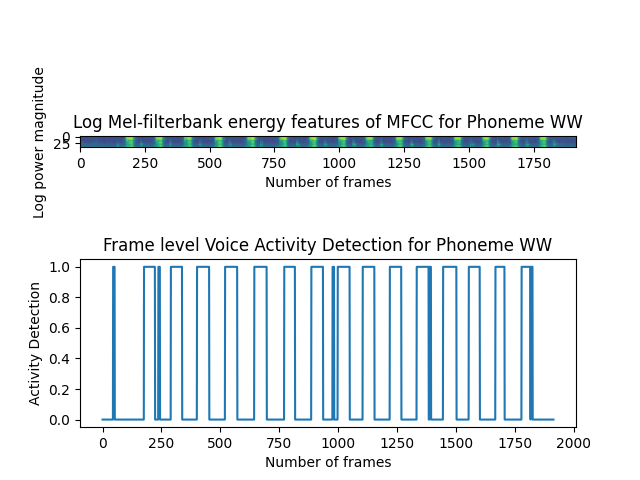 Log Mel-filterbank energy features of MFCC for Phoneme WW
Log power magnitude
0
25
0 250 500 750 1000 1250 1500 1750
Number of frames
Frame level Voice Activity Detection for Phoneme WW
Activity Detection
1.0
0.8
0.6
0.4
0.2
0.0
0 250 500 750 1000 1250 1500 1750 2000
Number of frames